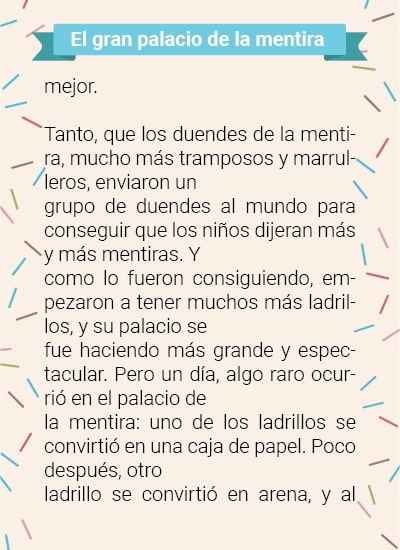 El gran palacio de la mentira
mejor.
Tanto, que los duendes de la menti-
ra, mucho más tramposos y marrul-
leros, enviaron un
grupo de duendes al mundo para
conseguir que los niños dijeran más
y más mentiras. Y
como lo fueron consiguiendo, em-
pezaron a tener muchos más ladril-
los, y su palacio se
fue haciendo más grande y espec-
tacular. Pero un día, algo raro ocur-
rió en el palacio de
la mentira: uno de los ladrillos se
convirtió en una caja de papel. Poco
después, otro
ladrillo se convirtió en arena, y al